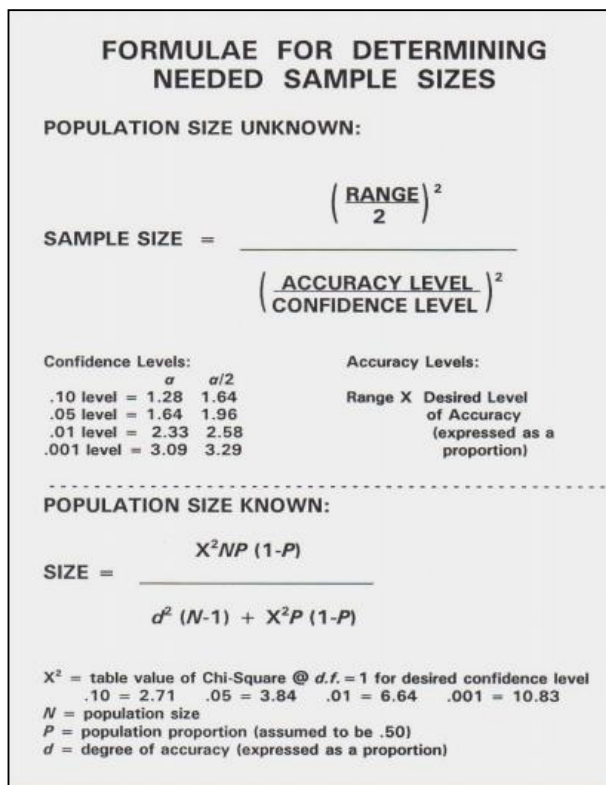 FORMULAE FOR DETERMINING
NEEDED SAMPLE SIZES
POPULATION SIZE UNKNOWN:
SAMPLE SIZE = (RANGE/2)²
(ACCURACY LEVEL/CONFIDENCE LEVEL)²
Confidence Levels:
α α/2
.10 level = 1.28 1.64
.05 level = 1.64 1.96
.01 level = 2.33 2.58
.001 level = 3.09 3.29
Accuracy Levels:
Range X Desired Level
of Accuracy
(expressed as a
proportion)
POPULATION SIZE KNOWN:
SIZE = X²NP (1-P)
d² (N-1) + X²P (1-P)
X² = table value of Chi-Square @ d.f. = 1 for desired confidence level
.10 = 2.71 .05 = 3.84 .01 = 6.64 .001 = 10.83
N = population size
P = population proportion (assumed to be .50)
d = degree of accuracy (expressed as a proportion)